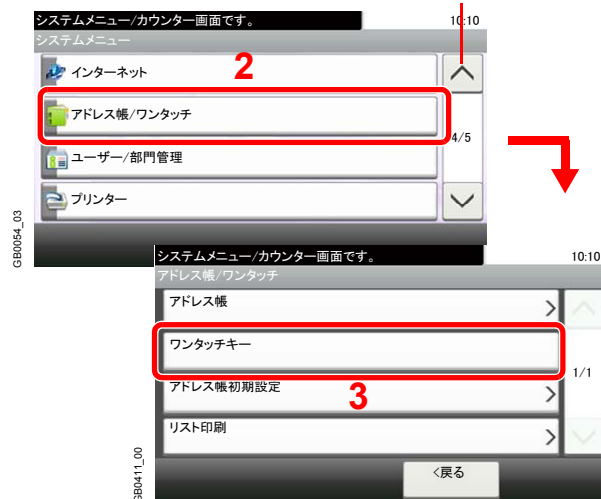 システムメニュー/カウンター画面です。 10:10
システムメニュー
インターネット
2
アドレス帳/ワンタッチ
4/5
ユーザー/部門管理
プリンター
GB0054_03
システムメニュー/カウンター画面です。 10:10
アドレス帳/ワンタッチ
アドレス帳
ワンタッチキー
1/1
アドレス帳初期設定
3
リスト印刷
<戻る
GB0411_00